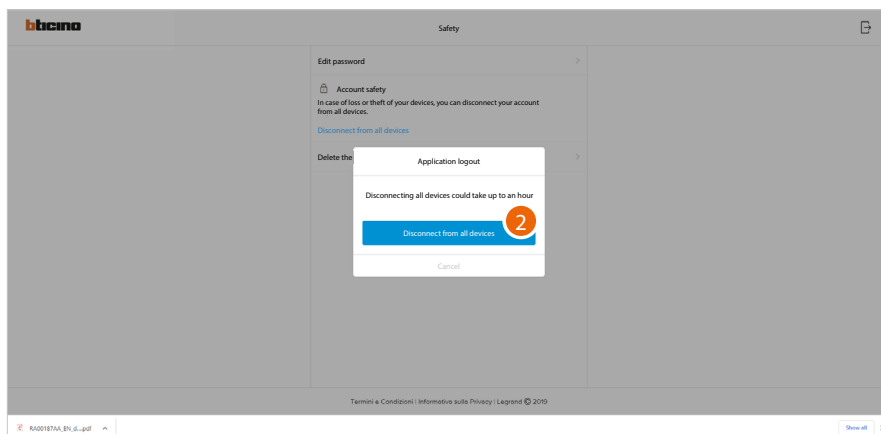 bticino
Safety
Edit password
Account safety
In case of loss or theft of your devices, you can disconnect your account
from all devices.
Disconnect from all devices
Delete the
Application logout
Disconnecting all devices could take up to an hour
2
Disconnect from all devices
Cancel
Termini e Condizioni | Informativa sulla Privacy | Legrand © 2019
RA00187AA_EN_d....pdf
Show all